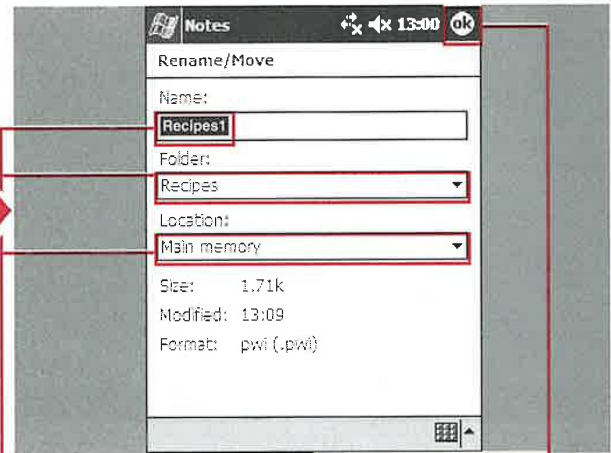 Notes 13:00 ok
Rename/Move
Name:
Recipes1
Folder:
Recipes
Location:
Main memory
Size: 1.71k
Modified: 13:09
Format: pwi (.pwi)